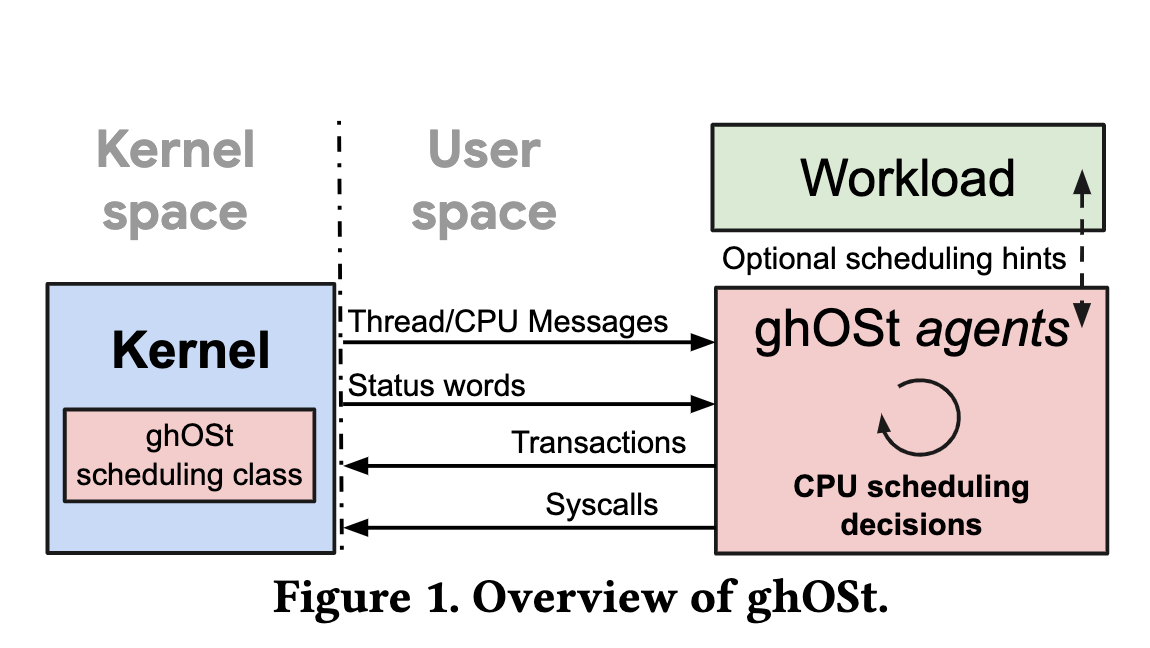 Kernel
space
User
space
Workload
Optional scheduling hints
Kernel
ghOSt
scheduling class
Thread/CPU Messages
Status words
Transactions
Syscalls
ghOSt agents
CPU scheduling
decisions
Figure 1. Overview of ghOSt.